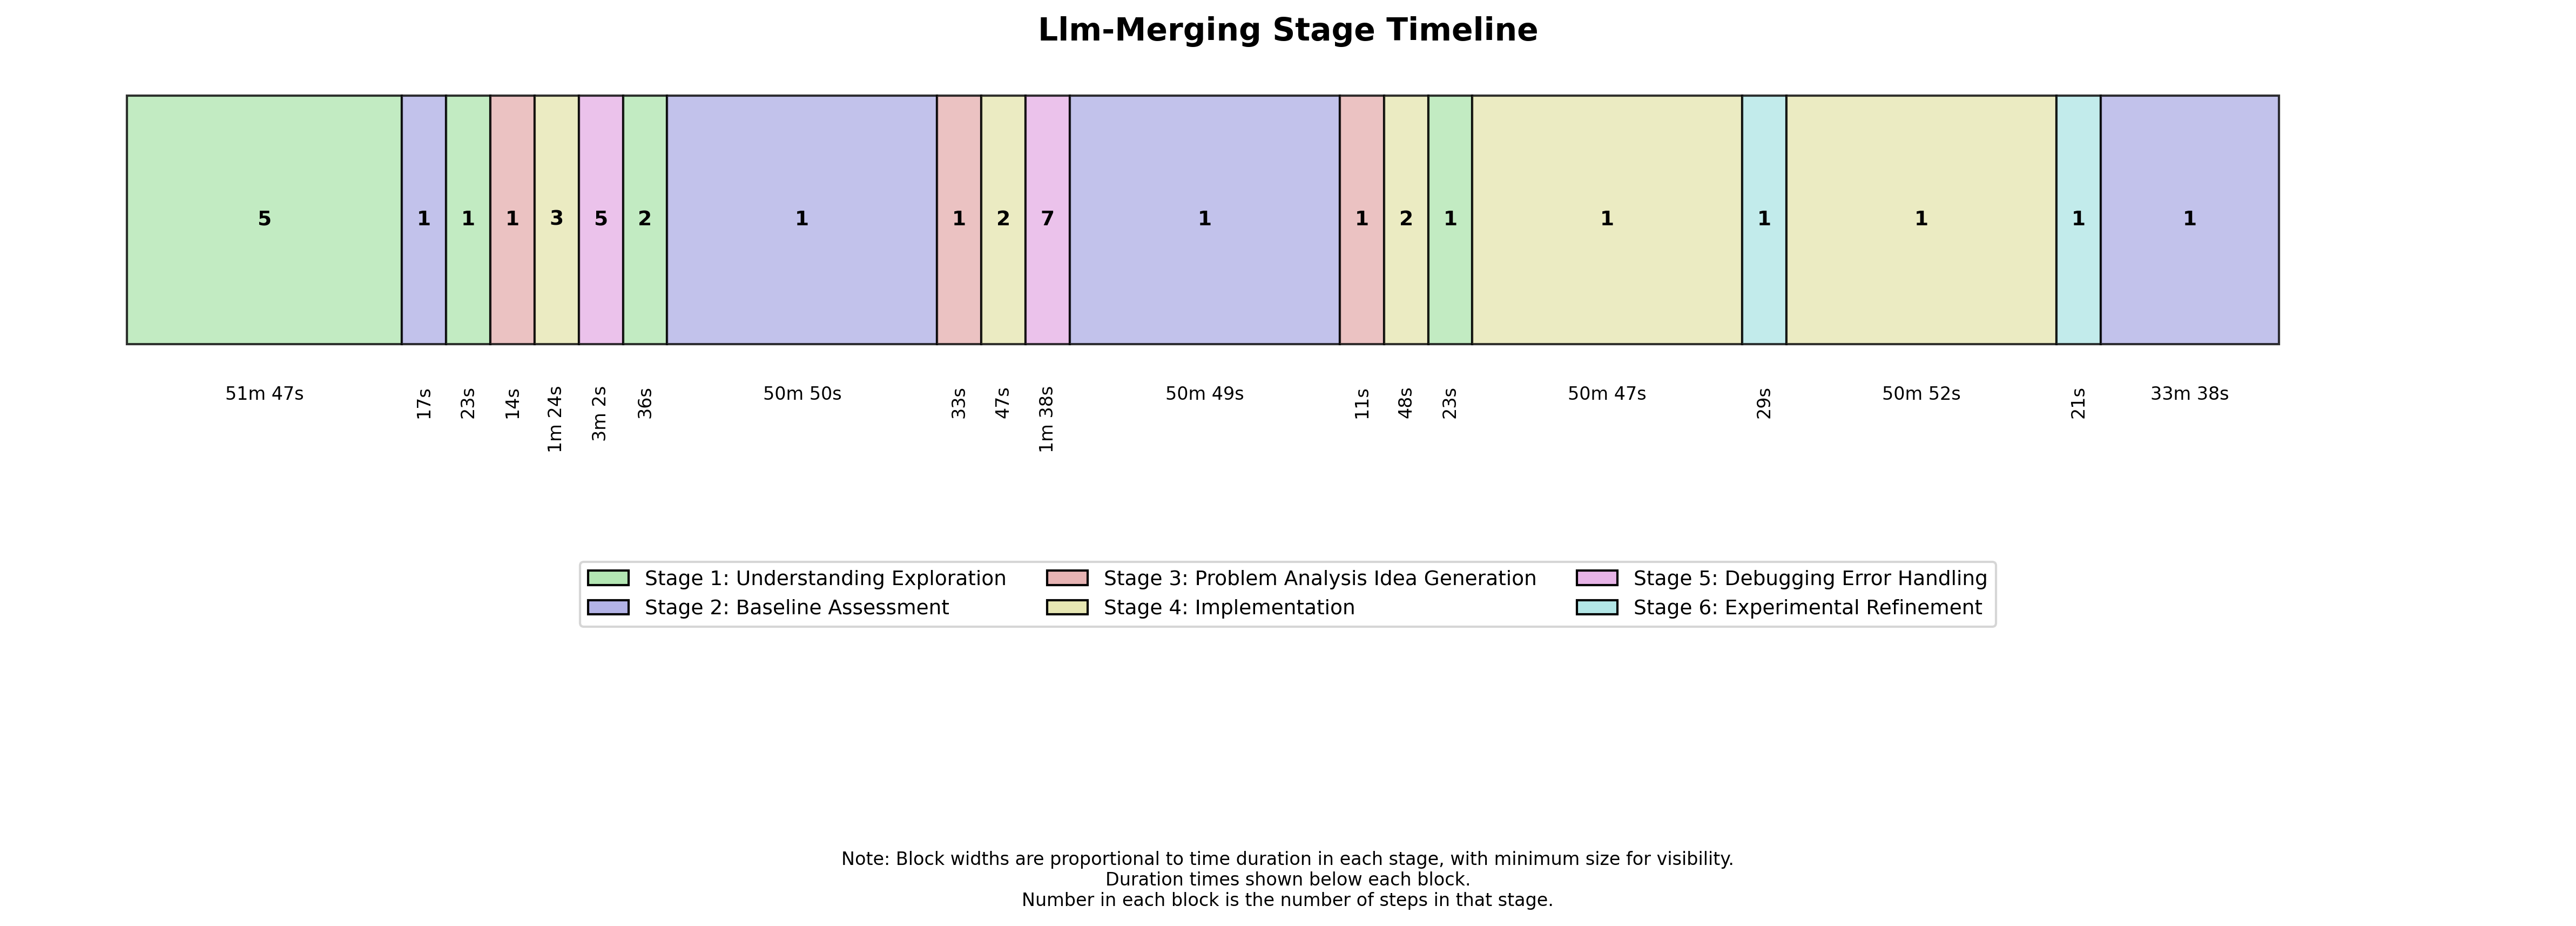 Llm-Merging Stage Timeline
5 1 1 1 3 5 2 1 1 2 7 1 1 2 1 1 1 1 1 1
51m 47s 17s 23s 14s 1m 24s 3m 2s 36s 50m 50s 33s 47s 1m 38s 50m 49s 11s 48s 23s 50m 47s 29s 50m 52s 21s 33m 38s
Stage 1: Understanding Exploration Stage 3: Problem Analysis Idea Generation Stage 5: Debugging Error Handling
Stage 2: Baseline Assessment Stage 4: Implementation Stage 6: Experimental Refinement
Note: Block widths are proportional to time duration in each stage, with minimum size for visibility.
Duration times shown below each block.
Number in each block is the number of steps in that stage.